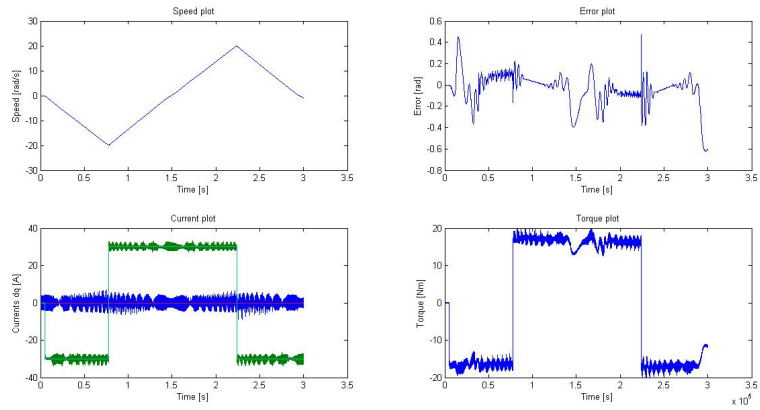 Speed plot
30
20
10
0
-10
-20
-30
Speed [rad/s]
0 0.5 1 1.5 2 2.5 3 3.5
Time [s]
Error plot
0.6
0.4
0.2
0
-0.2
-0.4
-0.6
-0.8
Error [rad]
0 0.5 1 1.5 2 2.5 3 3.5
Time [s]
Current plot
40
20
0
-20
-40
Currents dq [A]
0 0.5 1 1.5 2 2.5 3 3.5
Time [s]
Torque plot
20
10
0
-10
-20
Torque [Nm]
0 0.5 1 1.5 2 2.5 3 3.5
Time [s]